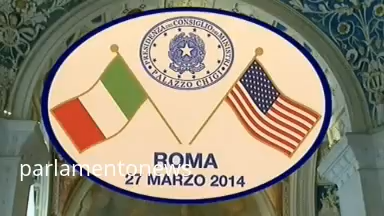 PRESIDENZA DEL CONSIGLIO DEI MINISTRI
PALAZZO CHIGI
ROMA
27 MARZO 2014
parlamentonews